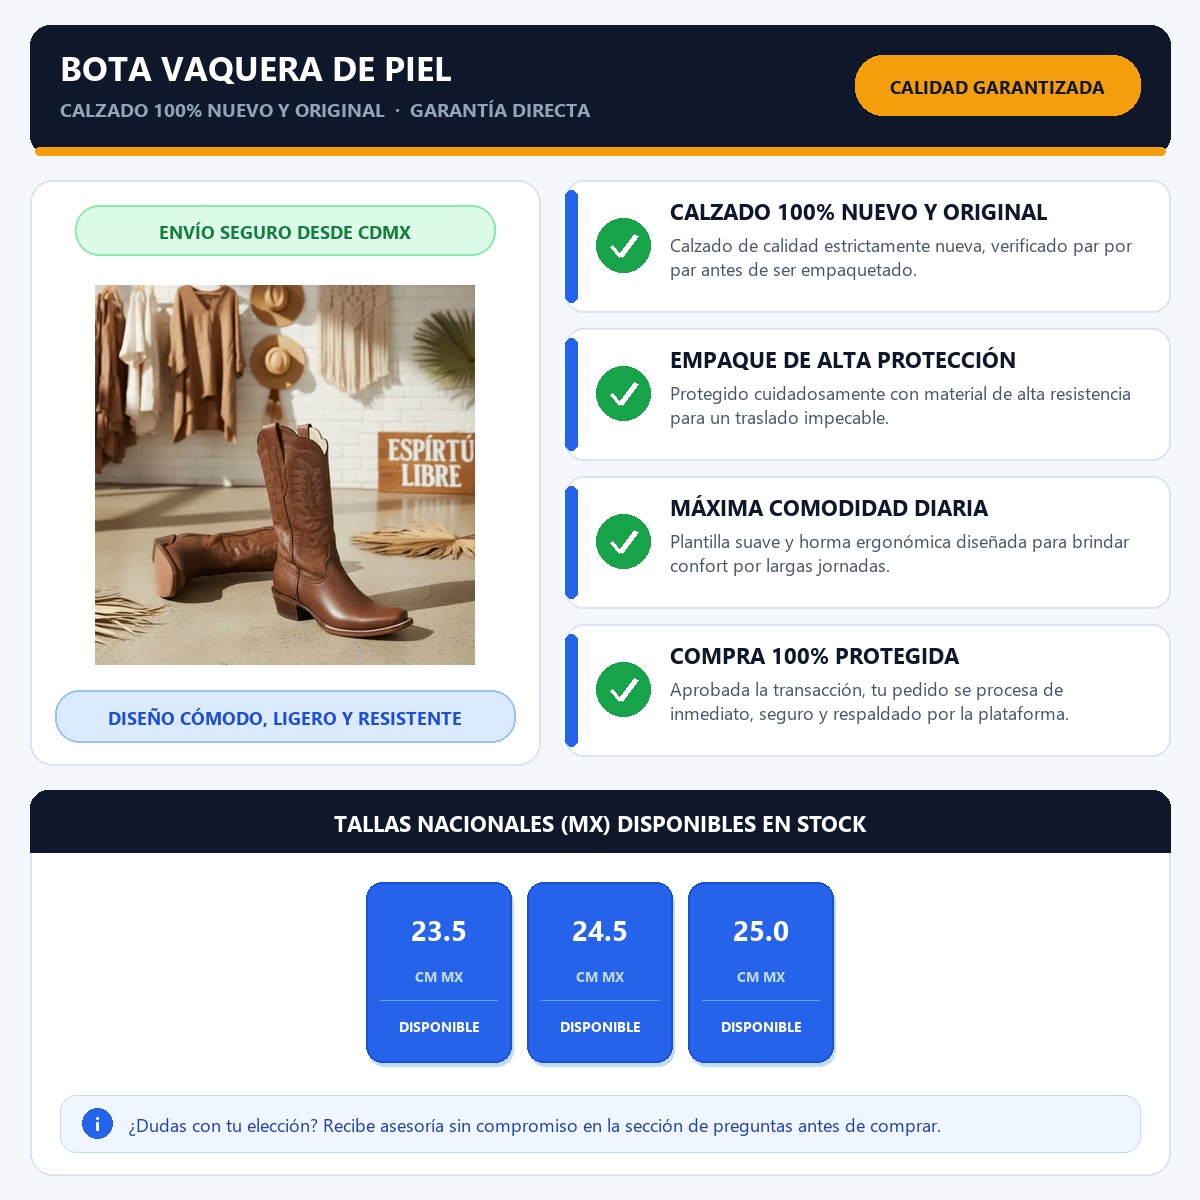 BOTA VAQUERA DE PIEL
CALZADO 100% NUEVO Y ORIGINAL · GARANTÍA DIRECTA
CALIDAD GARANTIZADA
ENVÍO SEGURO DESDE CDMX
ESPÍRTÚ
LIBRE
DISEÑO CÓMODO, LIGERO Y RESISTENTE
CALZADO 100% NUEVO Y ORIGINAL
Calzado de calidad estrictamente nueva, verificado par por
par antes de ser empaquetado.
EMPAQUE DE ALTA PROTECCIÓN
Protegido cuidadosamente con material de alta resistencia
para un traslado impecable.
MÁXIMA COMODIDAD DIARIA
Plantilla suave y horma ergonómica diseñada para brindar
confort por largas jornadas.
COMPRA 100% PROTEGIDA
Aprobada la transacción, tu pedido se procesa de
inmediato, seguro y respaldado por la plataforma.
TALLAS NACIONALES (MX) DISPONIBLES EN STOCK
23.5
CM MX
DISPONIBLE
24.5
CM MX
DISPONIBLE
25.0
CM MX
DISPONIBLE
¿Dudas con tu elección? Recibe asesoría sin compromiso en la sección de preguntas antes de comprar.